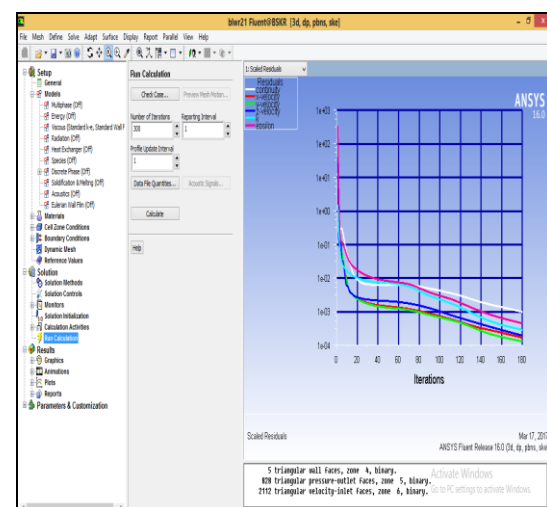 blwr21 Fluent@BSKR [3d, dp, pbns, ske]
File Mesh Define Solve Adapt Surface Display Report Parallel View Help
Setup
General
Models
Multiphase (Off)
Energy (Off)
Viscous (Standard k-e, Standard Wall F
Radiation (Off)
Heat Exchanger (Off)
Species (Off)
Discrete Phase (Off)
Solidification & Melting (Off)
Acoustics (Off)
Eulerian Wall Film (Off)
Materials
Cell Zone Conditions
Boundary Conditions
Dynamic Mesh
Reference Values
Solution
Solution Methods
Solution Controls
Monitors
Solution Initialization
Calculation Activities
Run Calculation
Results
Graphics
Animations
Plots
Reports
Parameters & Customization
Run Calculation
Check Case... Preview Mesh Motion...
Number of Iterations Reporting Interval
300 1
Profile Update Interval
1
Data File Quantities... Acoustic Signals...
Calculate
Help
1: Scaled Residuals
Residuals
continuity
x-velocity
y-velocity
z-velocity
k
epsilon
ANSYS
16.0
1e+03
1e+02
1e+01
1e+00
1e-01
1e-02
1e-03
1e-04
0 20 40 60 80 100 120 140 160 180
Iterations
Scaled Residuals
Mar 17, 201
ANSYS Fluent Release 16.0 (3d, dp, pbns, ske
5 triangular wall faces, zone 4, binary.
828 triangular pressure-outlet faces, zone 5, binary.
2112 triangular velocity-inlet faces, zone 6, binary.
Activate Windows
Go to PC settings to activate Windows.